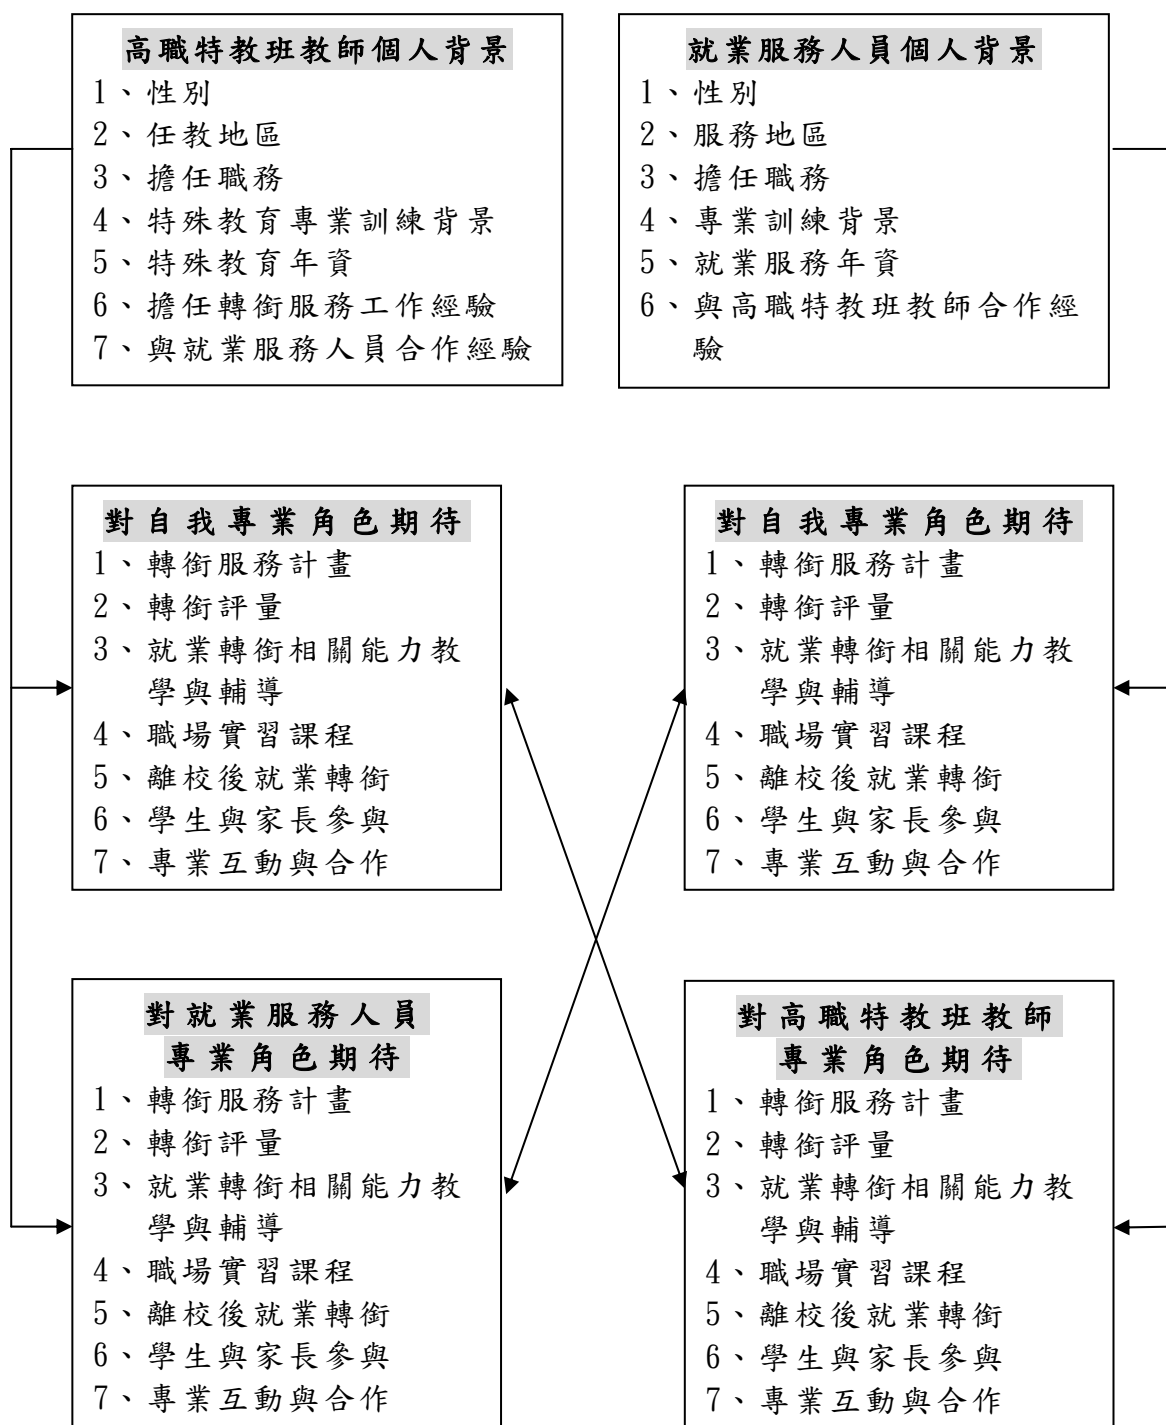 高職特教班教師個人背景
1、性別
2、任教地區
3、擔任職務
4、特殊教育專業訓練背景
5、特殊教育年資
6、擔任轉銜服務工作經驗
7、與就業服務人員合作經驗
就業服務人員個人背景
1、性別
2、服務地區
3、擔任職務
4、專業訓練背景
5、就業服務年資
6、與高職特教班教師合作經
驗
對自我專業角色期待
1、轉銜服務計畫
2、轉銜評量
3、就業轉銜相關能力教
學與輔導
4、職場實習課程
5、離校後就業轉銜
6、學生與家長參與
7、專業互動與合作
對自我專業角色期待
1、轉銜服務計畫
2、轉銜評量
3、就業轉銜相關能力教
學與輔導
4、職場實習課程
5、離校後就業轉銜
6、學生與家長參與
7、專業互動與合作
對就業服務人員
專業角色期待
1、轉銜服務計畫
2、轉銜評量
3、就業轉銜相關能力教
學與輔導
4、職場實習課程
5、離校後就業轉銜
6、學生與家長參與
7、專業互動與合作
對高職特教班教師
專業角色期待
1、轉銜服務計畫
2、轉銜評量
3、就業轉銜相關能力教
學與輔導
4、職場實習課程
5、離校後就業轉銜
6、學生與家長參與
7、專業互動與合作